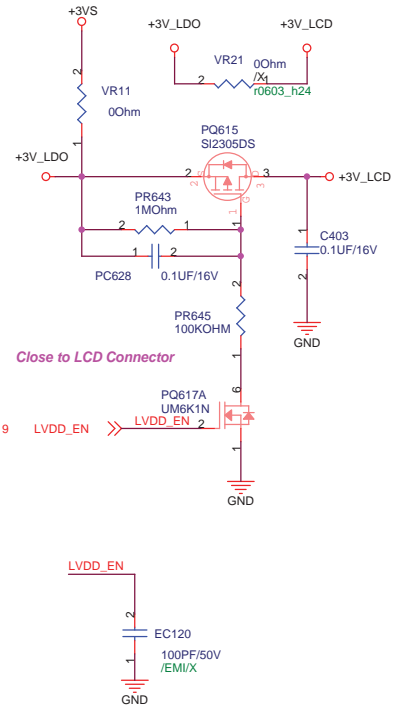 +3VS
+3V_LDO
+3V_LCD
VR21
0Ohm
/X
r0603_h24
2
1
2
VR11
0Ohm
1
PQ615
SI2305DS
+3V_LDO
2
3
+3V_LCD
2
S
D
3
G
1
PR643
1MOhm
2
1
1
1
2
PC628
0.1UF/16V
1
C403
0.1UF/16V
2
GND
2
PR645
100KOHM
1
Close to LCD Connector
PQ617A
UM6K1N
6
9
LVDD_EN
LVDD_EN
2
1
GND
LVDD_EN
2
EC120
1
100PF/50V
/EMI/X
GND